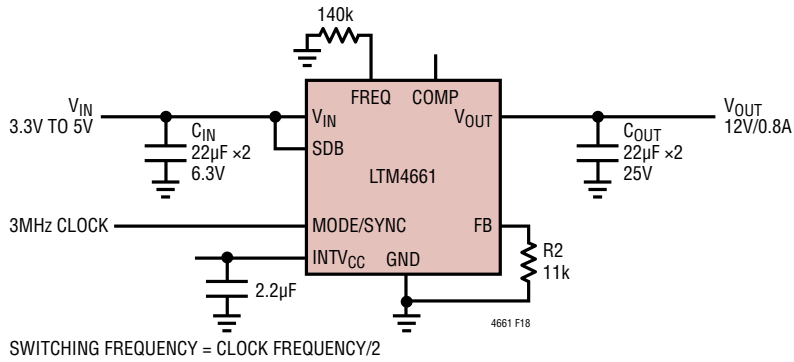 140k
FREQ COMP
V_IN
3.3V TO 5V
V_IN
V_OUT
V_OUT
12V/0.8A
C_IN
22µF ×2
6.3V
SDB
C_OUT
22µF ×2
25V
LTM4661
3MHz CLOCK
MODE/SYNC
FB
R2
11k
INTV_CC
GND
2.2µF
4661 F18
SWITCHING FREQUENCY = CLOCK FREQUENCY/2